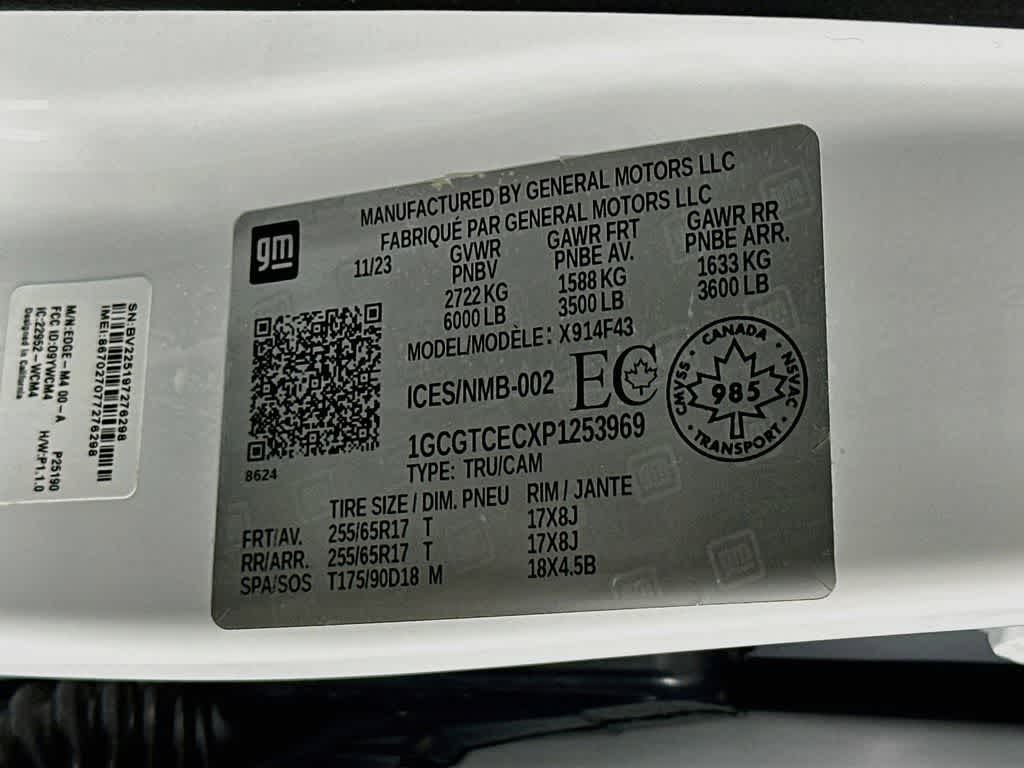 gm
MANUFACTURED BY GENERAL MOTORS LLC
FABRIQUÉ PAR GENERAL MOTORS LLC
11/23
GVWR
PNBV
2722 KG
6000 LB
GAWR FRT
PNBE AV.
1588 KG
3500 LB
GAWR RR
PNBE ARR.
1633 KG
3600 LB
MODEL/MODÈLE: X914F43
ICES/NMB-002
EC
CANADA
CMVSS
NSVAC
985
TRANSPORT
8624
1GCGTCECXP1253969
TYPE: TRU/CAM
TIRE SIZE / DIM. PNEU RIM / JANTE
FRT/AV. 255/65R17 T 17X8J
RR/ARR. 255/65R17 T 17X8J
SPA/SOS T175/90D18 M 18X4.5B
SN:BV225197276298
IMEI:867027077276298
M/N:EDGE-M4 00-A P25190
FCC ID:O9YWCM4 H/W:P1.1.0
IC:22952-WCM4
Designed in California